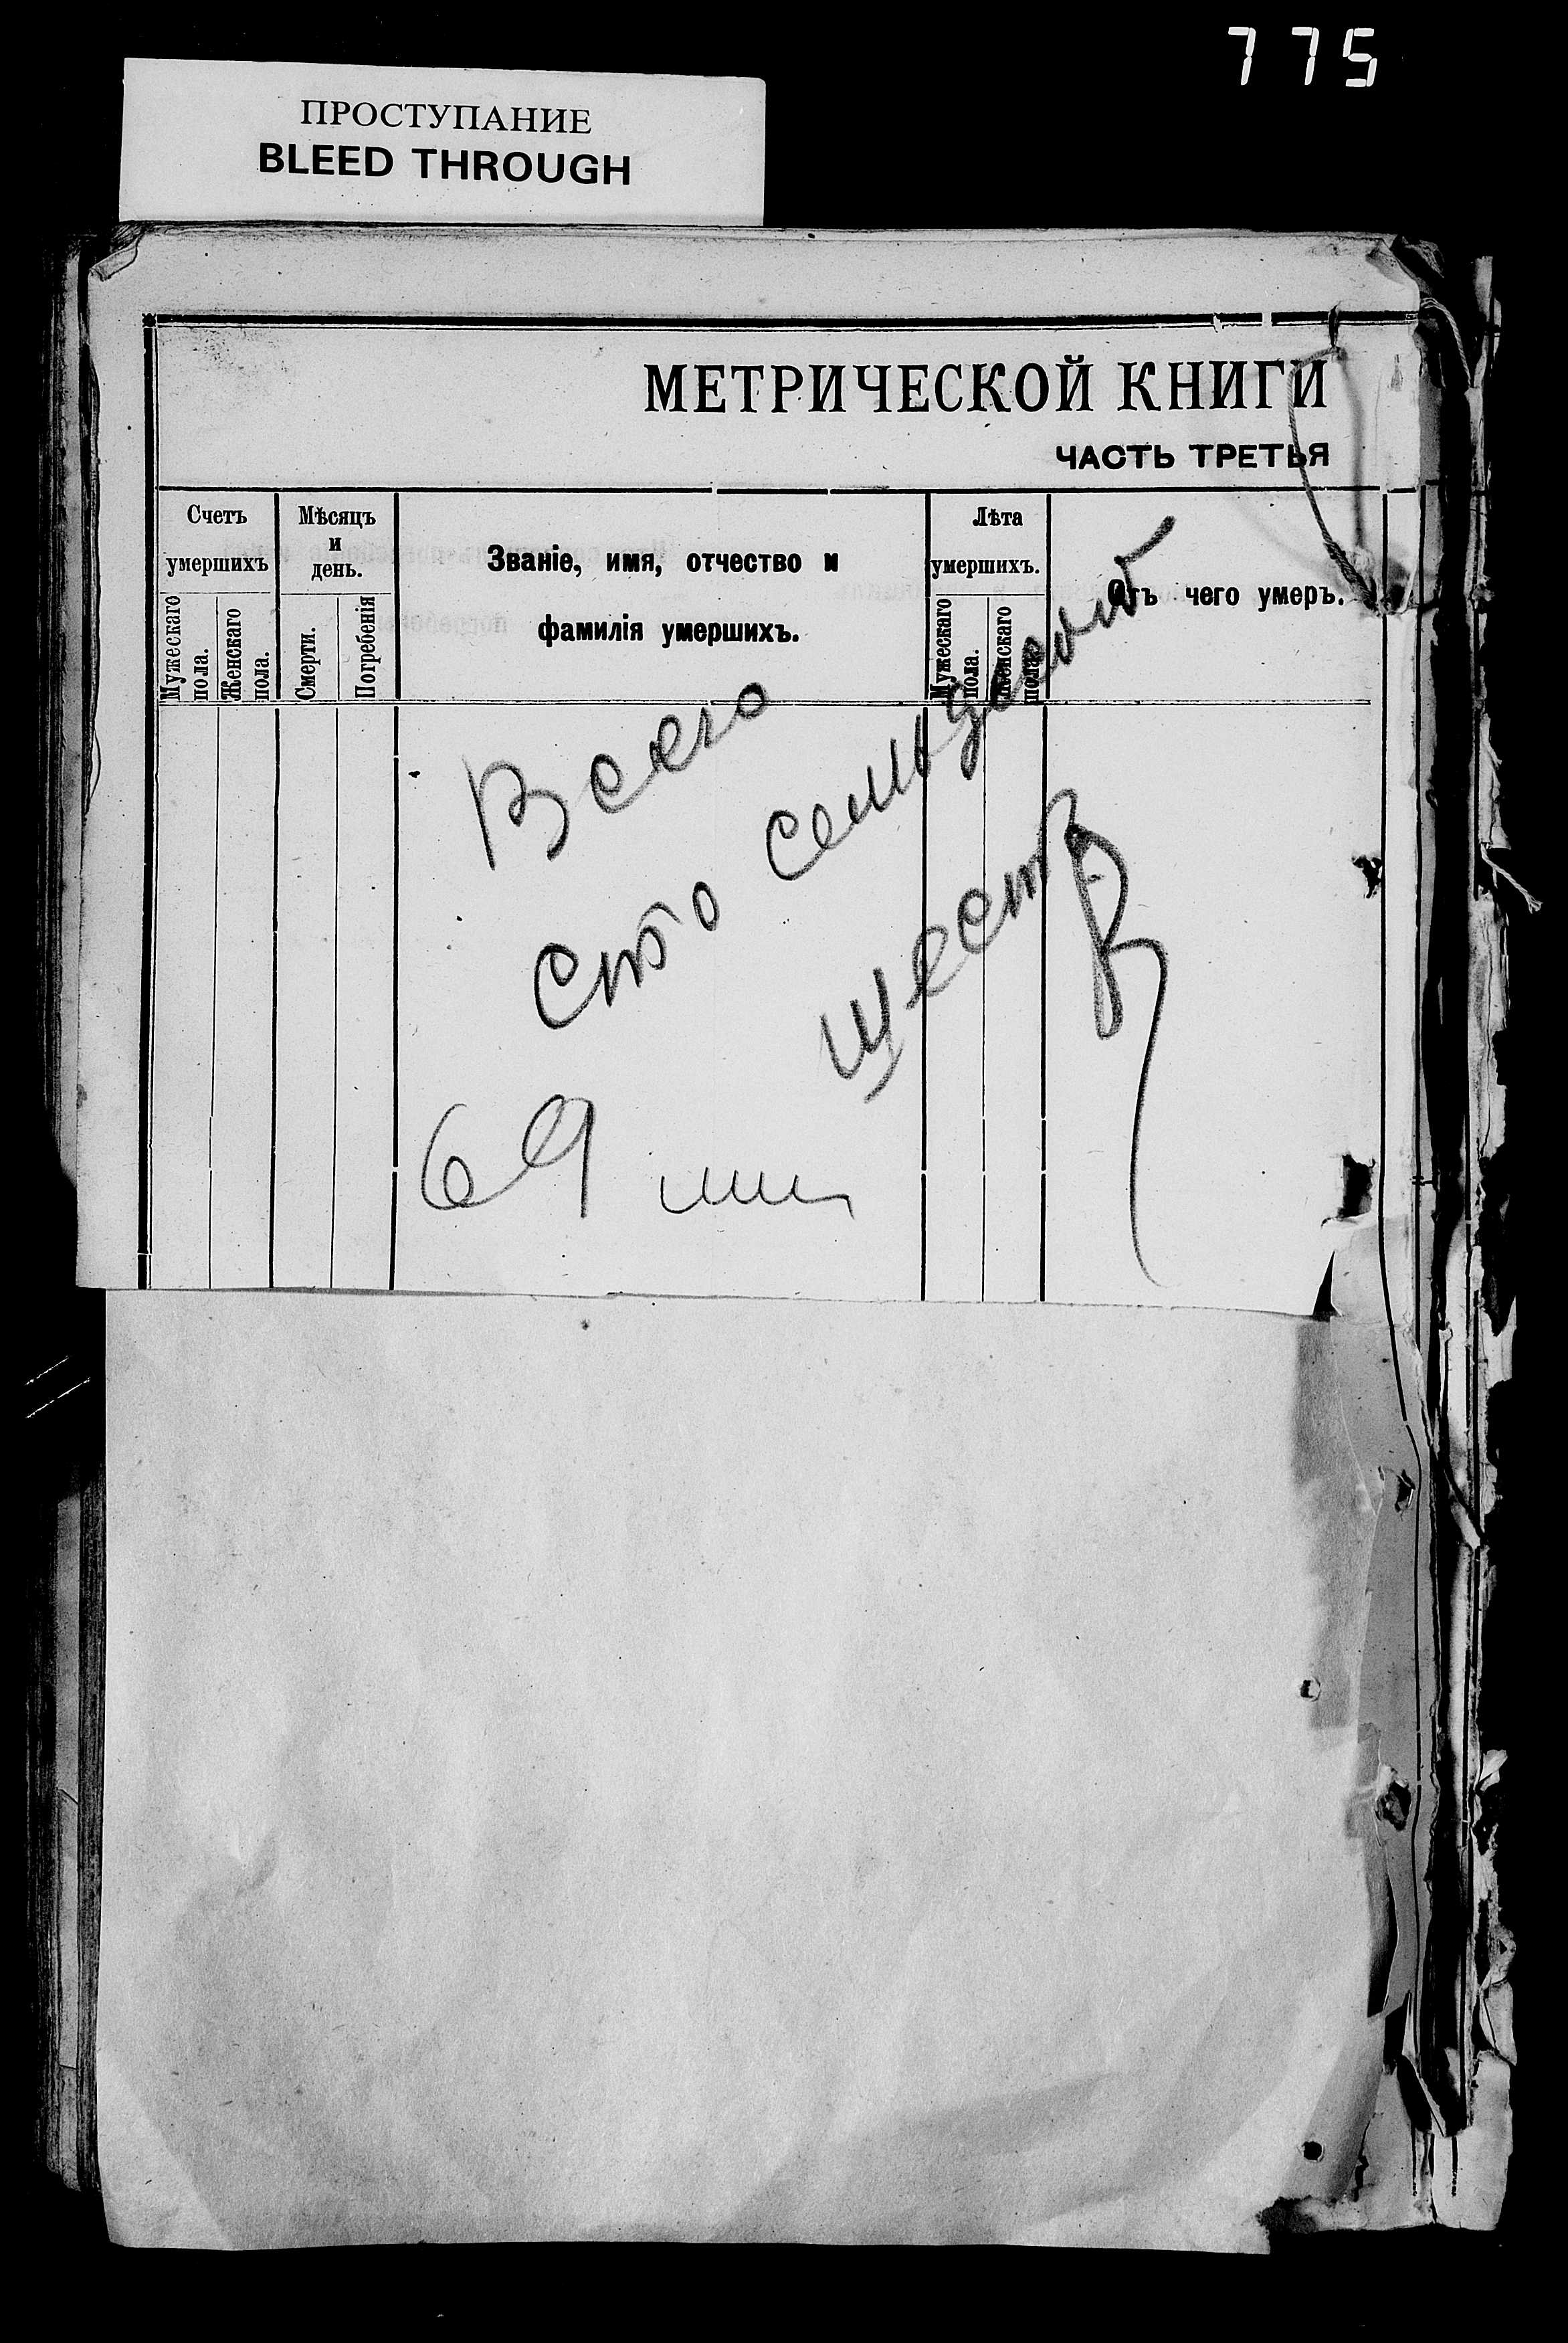 775
ПРОСТУПАНИЕ
BLEED THROUGH
МЕТРИЧЕСКОЙ КНИГИ
ЧАСТЬ ТРЕТЬЯ
Счетъ умершихъ
Мужескаго пола.
Женскаго пола.
Мѣсяцъ и день.
Смерти.
Погребенія
Званіе, имя, отчество и
фамилія умершихъ.
Лѣта умершихъ.
Мужескаго пола.
Женскаго пола.
Отъ чего умеръ.
Всего
сто семьдесят
шесть
69